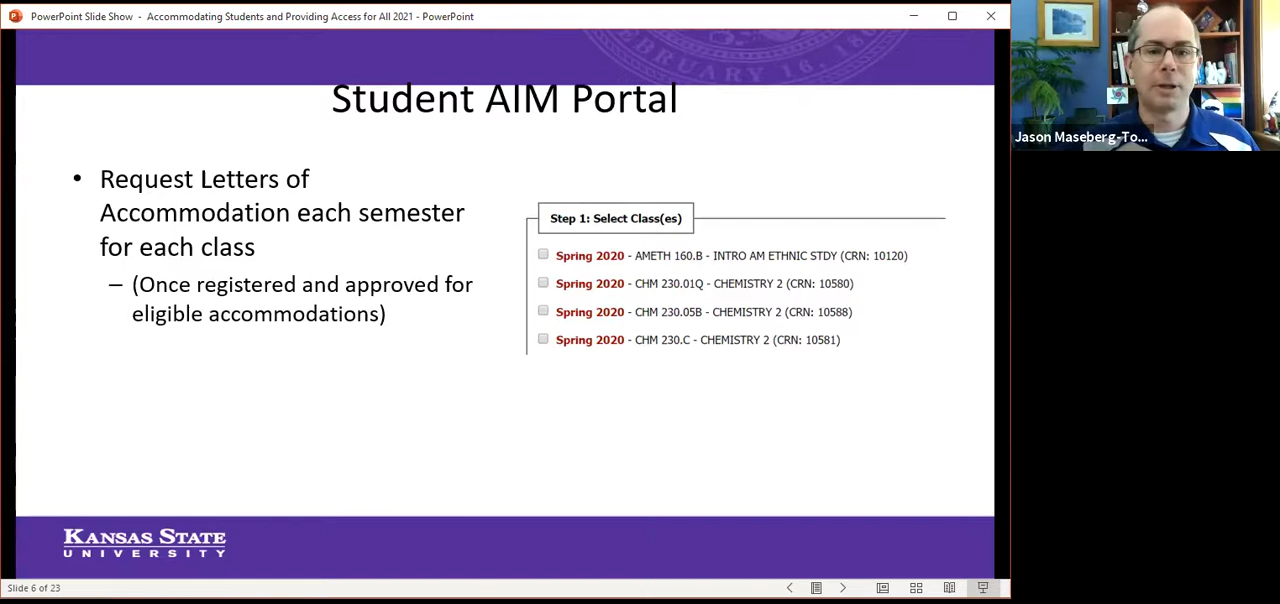 PowerPoint Slide Show - Accommodating Students and Providing Access for All 2021 - PowerPoint
FEBRUARY 16, 18
Student AIM Portal
• Request Letters of
Accommodation each semester
for each class
– (Once registered and approved for
eligible accommodations)
Step 1: Select Class(es)
Spring 2020 - AMETH 160.B - INTRO AM ETHNIC STDY (CRN: 10120)
Spring 2020 - CHM 230.01Q - CHEMISTRY 2 (CRN: 10580)
Spring 2020 - CHM 230.05B - CHEMISTRY 2 (CRN: 10588)
Spring 2020 - CHM 230.C - CHEMISTRY 2 (CRN: 10581)
KANSAS STATE
UNIVERSITY
Slide 6 of 23
Jason Maseberg-To...